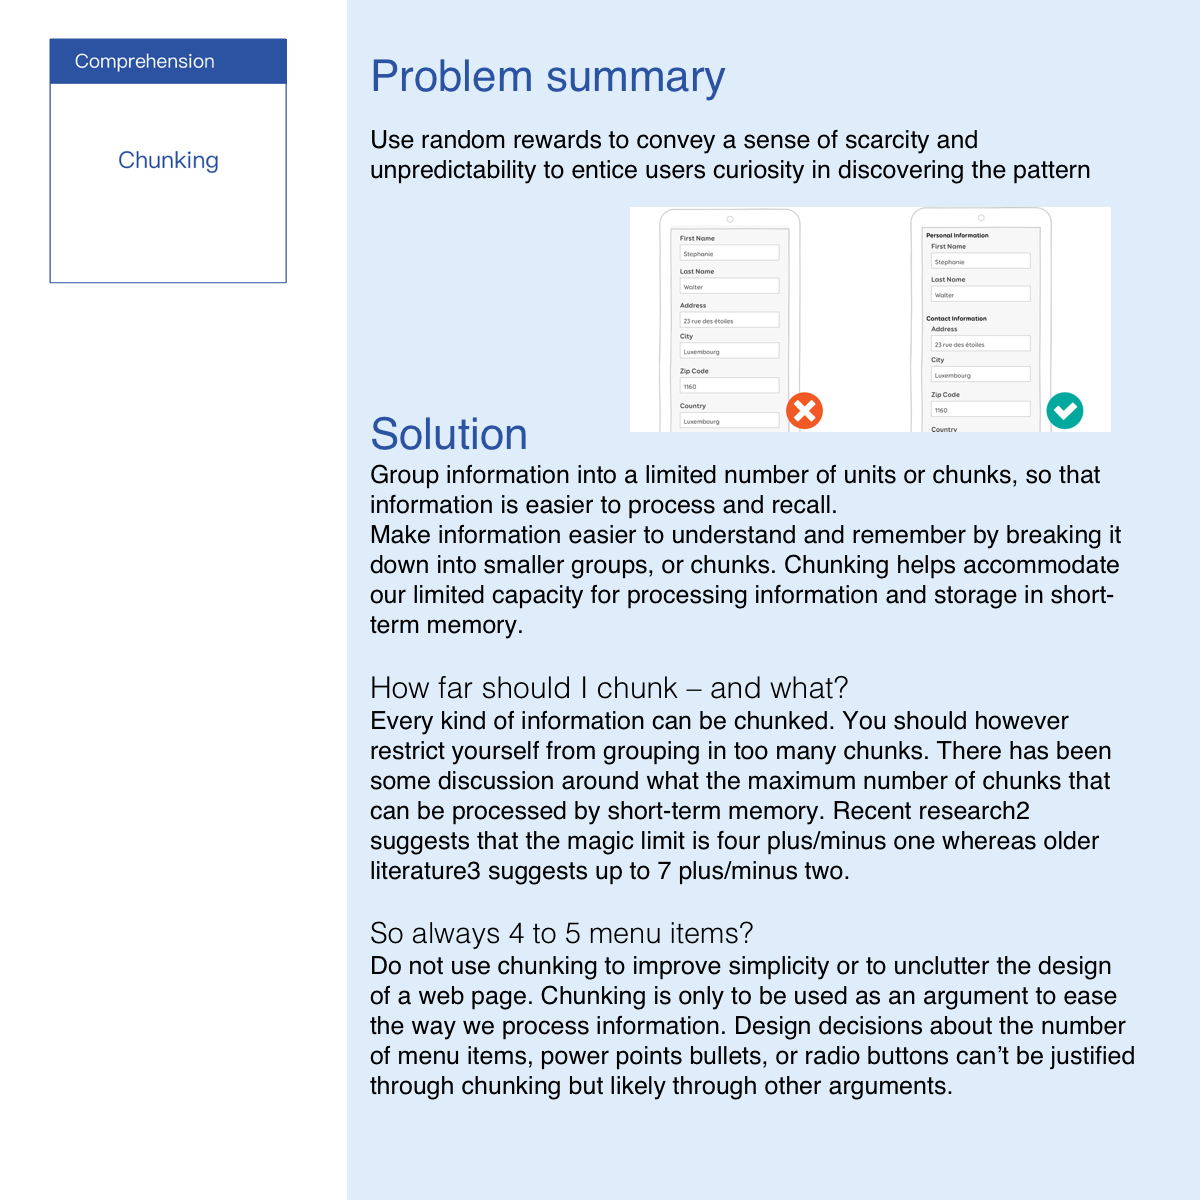 Comprehension
Chunking
Problem summary
Use random rewards to convey a sense of scarcity and
unpredictability to entice users curiosity in discovering the pattern
First Name
Stephanie
Last Name
Walter
Address
23 rue des étoiles
City
Luxembourg
Zip Code
1160
Country
Luxembourg
Personal Information
First Name
Stephanie
Last Name
Walter
Contact Information
Address
23 rue des étoiles
City
Luxembourg
Zip Code
1160
Country
Solution
Group information into a limited number of units or chunks, so that
information is easier to process and recall.
Make information easier to understand and remember by breaking it
down into smaller groups, or chunks. Chunking helps accommodate
our limited capacity for processing information and storage in short-
term memory.
How far should I chunk – and what?
Every kind of information can be chunked. You should however
restrict yourself from grouping in too many chunks. There has been
some discussion around what the maximum number of chunks that
can be processed by short-term memory. Recent research2
suggests that the magic limit is four plus/minus one whereas older
literature3 suggests up to 7 plus/minus two.
So always 4 to 5 menu items?
Do not use chunking to improve simplicity or to unclutter the design
of a web page. Chunking is only to be used as an argument to ease
the way we process information. Design decisions about the number
of menu items, power points bullets, or radio buttons can’t be justified
through chunking but likely through other arguments.